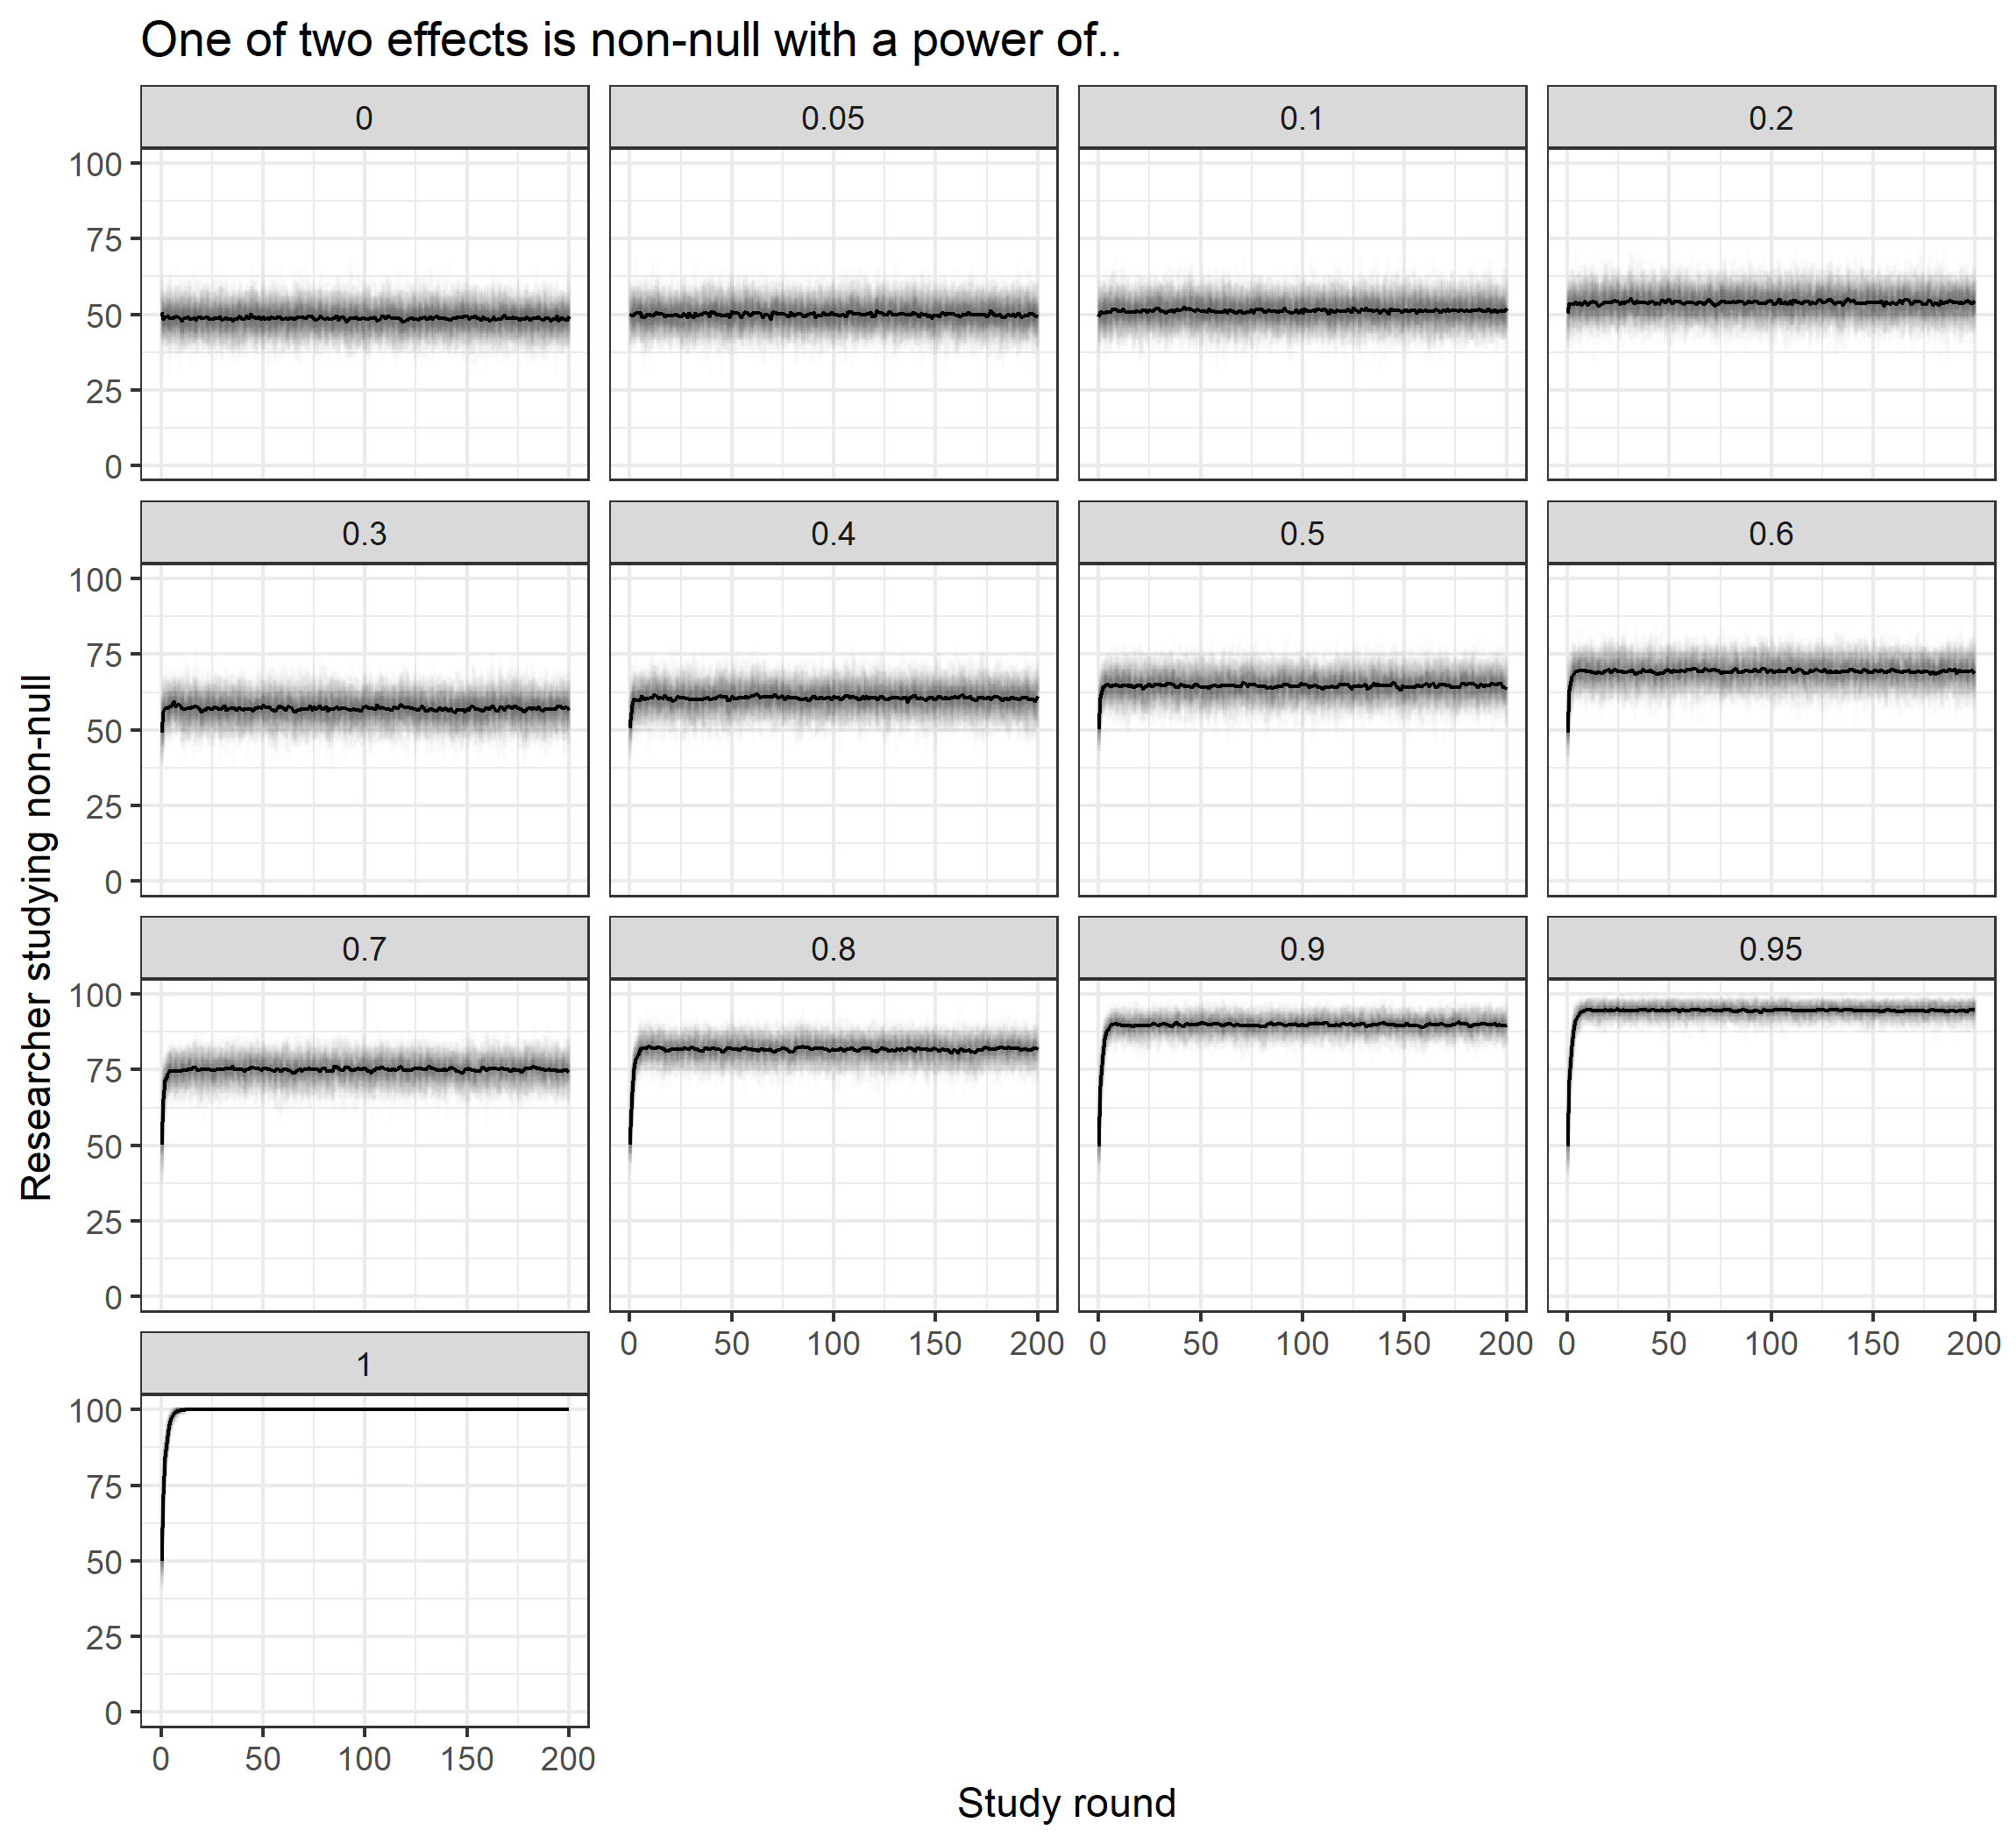 One of two effects is non-null with a power of..
0 0.05 0.1 0.2
100
75
50
25
0
0.3 0.4 0.5 0.6
100
75
50
25
0
0.7 0.8 0.9 0.95
100
75
50
25
0
0 50 100 150 200 0 50 100 150 200 0 50 100 150 200
1
100
75
50
25
0
0 50 100 150 200
Study round
Researcher studying non-null